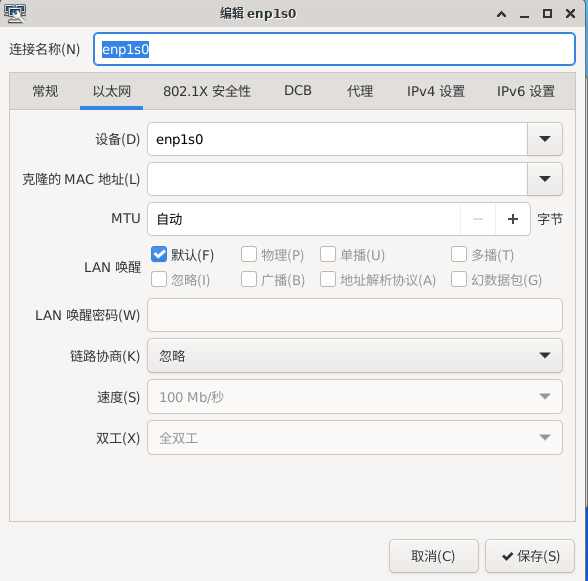 编辑 enp1s0
连接名称(N) enp1s0
常规 以太网 802.1X 安全性 DCB 代理 IPv4 设置 IPv6 设置
设备(D) enp1s0
克隆的 MAC 地址(L)
MTU 自动 − + 字节
LAN 唤醒 默认(F) 物理(P) 单播(U) 多播(T)
忽略(I) 广播(B) 地址解析协议(A) 幻数据包(G)
LAN 唤醒密码(W)
链路协商(K) 忽略
速度(S) 100 Mb/秒
双工(X) 全双工
取消(C) 保存(S)